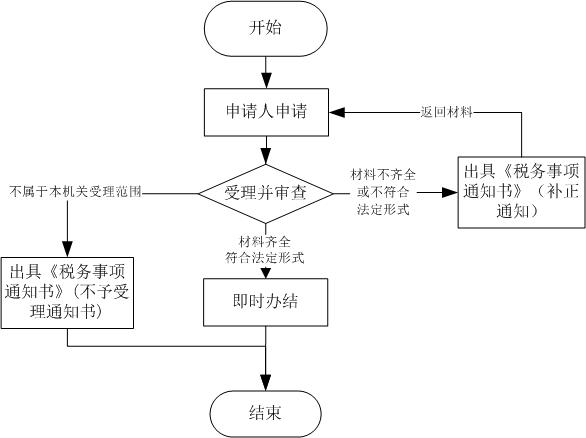 开始
申请人申请
返回材料
受理并审查
不属于本机关受理范围
材料不齐全
或不符合
法定形式
出具《税务事项
通知书》（补正
通知）
材料齐全
符合法定形式
出具《税务事项
通知书》(不予受
理通知书)
即时办结
结束